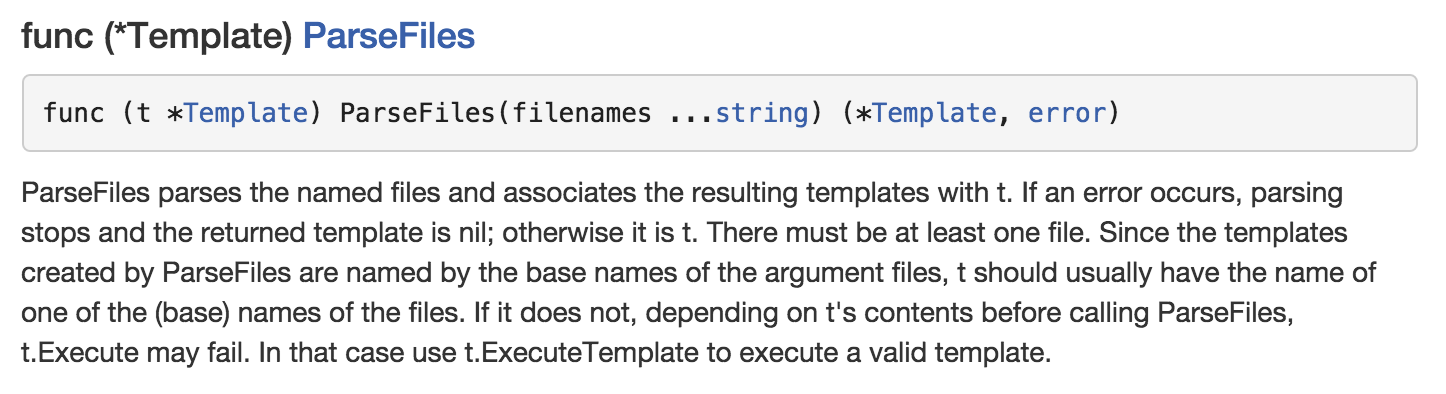 func (*Template) ParseFiles
func (t *Template) ParseFiles(filenames ...string) (*Template, error)
ParseFiles parses the named files and associates the resulting templates with t. If an error occurs, parsing
stops and the returned template is nil; otherwise it is t. There must be at least one file. Since the templates
created by ParseFiles are named by the base names of the argument files, t should usually have the name of
one of the (base) names of the files. If it does not, depending on t's contents before calling ParseFiles,
t.Execute may fail. In that case use t.ExecuteTemplate to execute a valid template.